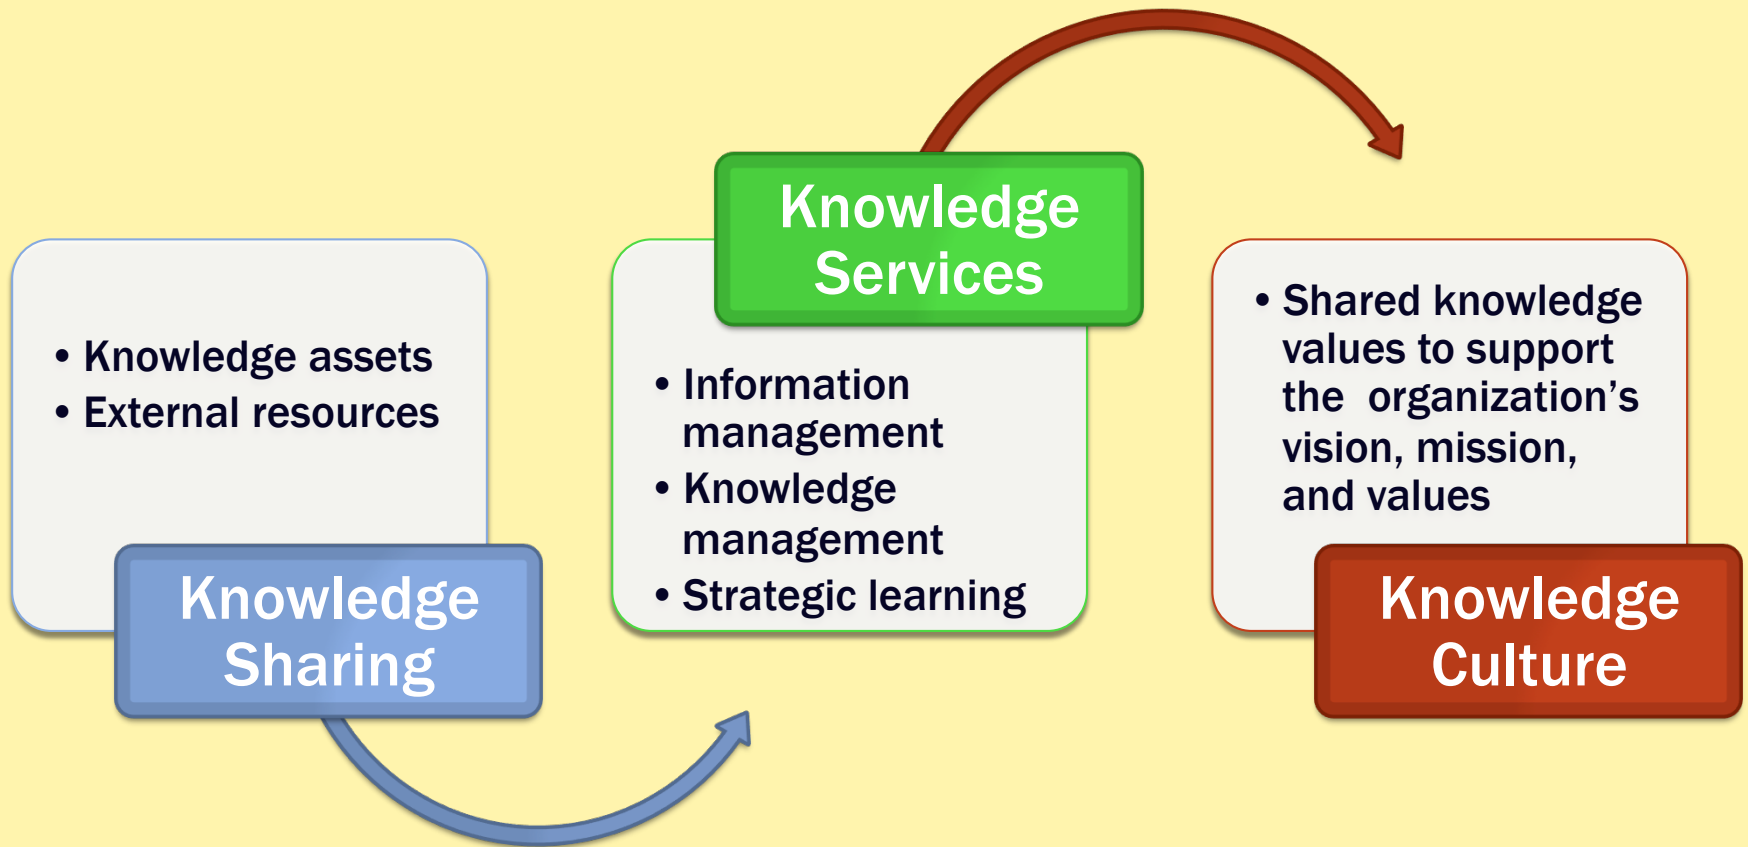 • Knowledge assets
• External resources
Knowledge
Sharing
Knowledge
Services
• Information
management
• Knowledge
management
• Strategic learning
• Shared knowledge
values to support
the  organization’s
vision, mission,
and values
Knowledge
Culture